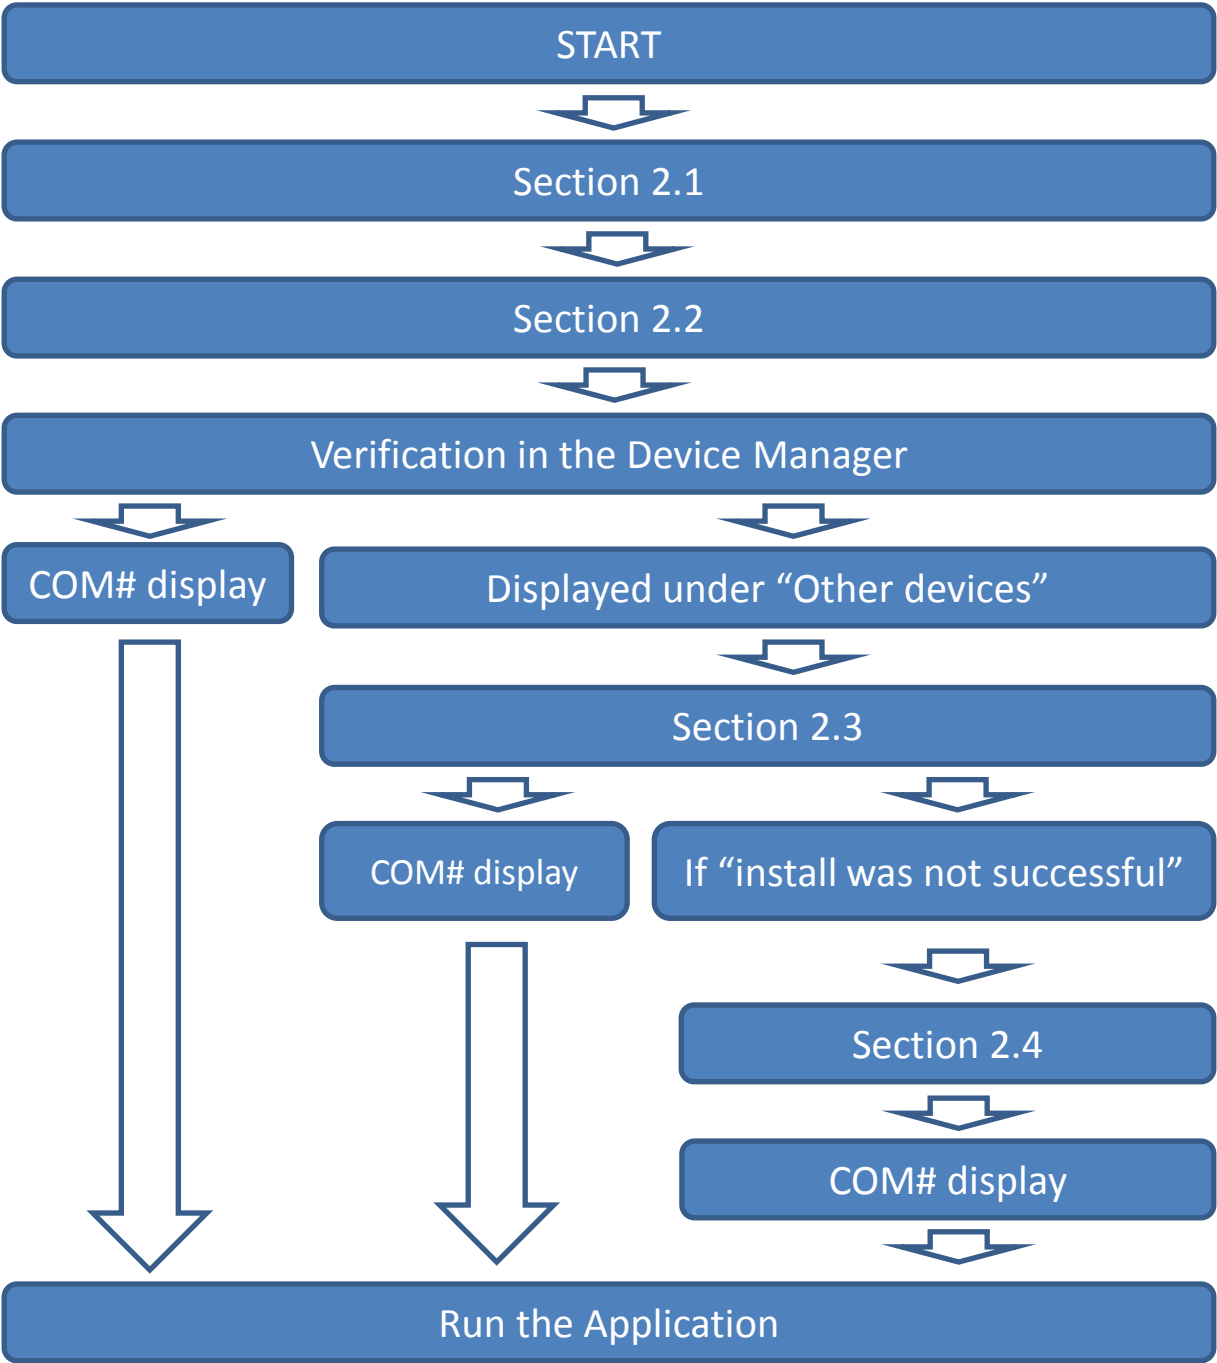 START
Section 2.1
Section 2.2
Verification in the Device Manager
COM# display
Displayed under “Other devices”
Section 2.3
COM# display
If “install was not successful”
Section 2.4
COM# display
Run the Application